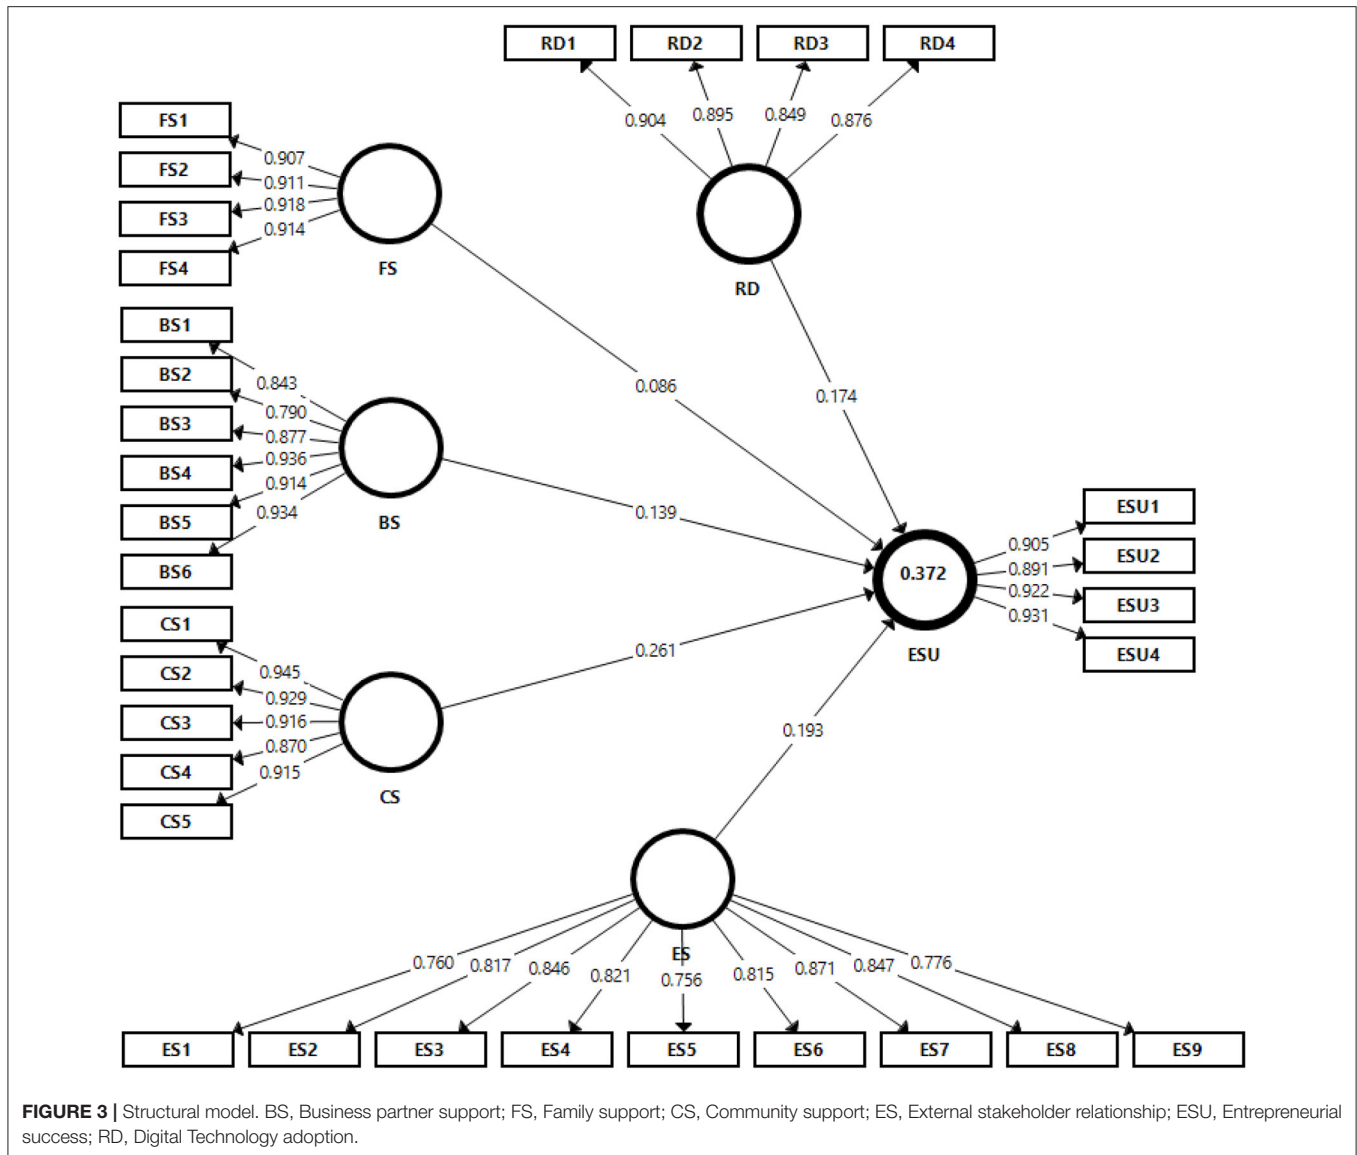 RD1 RD2 RD3 RD4
0.904 0.895 0.849 0.876
RD
FS1
FS2
FS3
FS4
0.907
0.911
0.918
0.914
FS
BS1
BS2
BS3
BS4
BS5
BS6
0.843
0.790
0.877
0.936
0.914
0.934
BS
CS1
CS2
CS3
CS4
CS5
0.945
0.929
0.916
0.870
0.915
CS
0.086
0.174
0.139
0.261
0.193
0.372
ESU
0.905
0.891
0.922
0.931
ESU1
ESU2
ESU3
ESU4
ES
0.760 0.817 0.846 0.821 0.756 0.815 0.871 0.847 0.776
ES1 ES2 ES3 ES4 ES5 ES6 ES7 ES8 ES9
FIGURE 3 | Structural model. BS, Business partner support; FS, Family support; CS, Community support; ES, External stakeholder relationship; ESU, Entrepreneurial
success; RD, Digital Technology adoption.